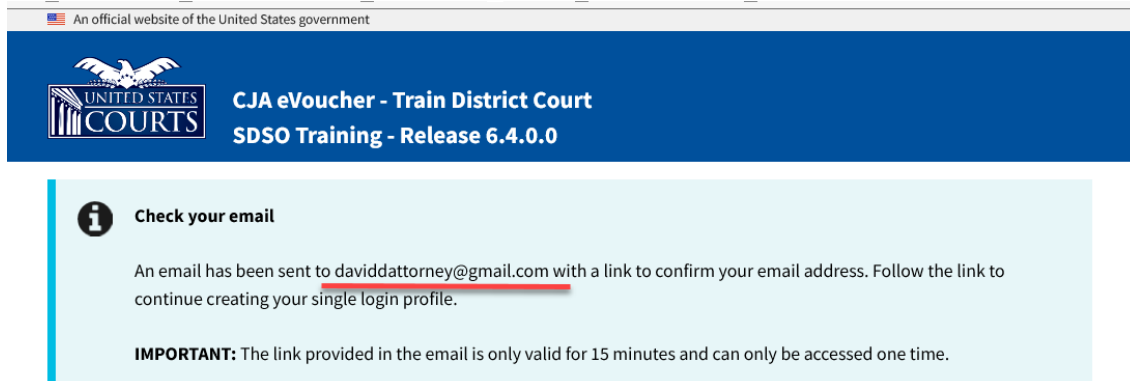 An official website of the United States government
UNITED STATES
COURTS
CJA eVoucher - Train District Court
SDSO Training - Release 6.4.0.0
Check your email
An email has been sent to daviddattorney@gmail.com with a link to confirm your email address. Follow the link to
continue creating your single login profile.
IMPORTANT: The link provided in the email is only valid for 15 minutes and can only be accessed one time.